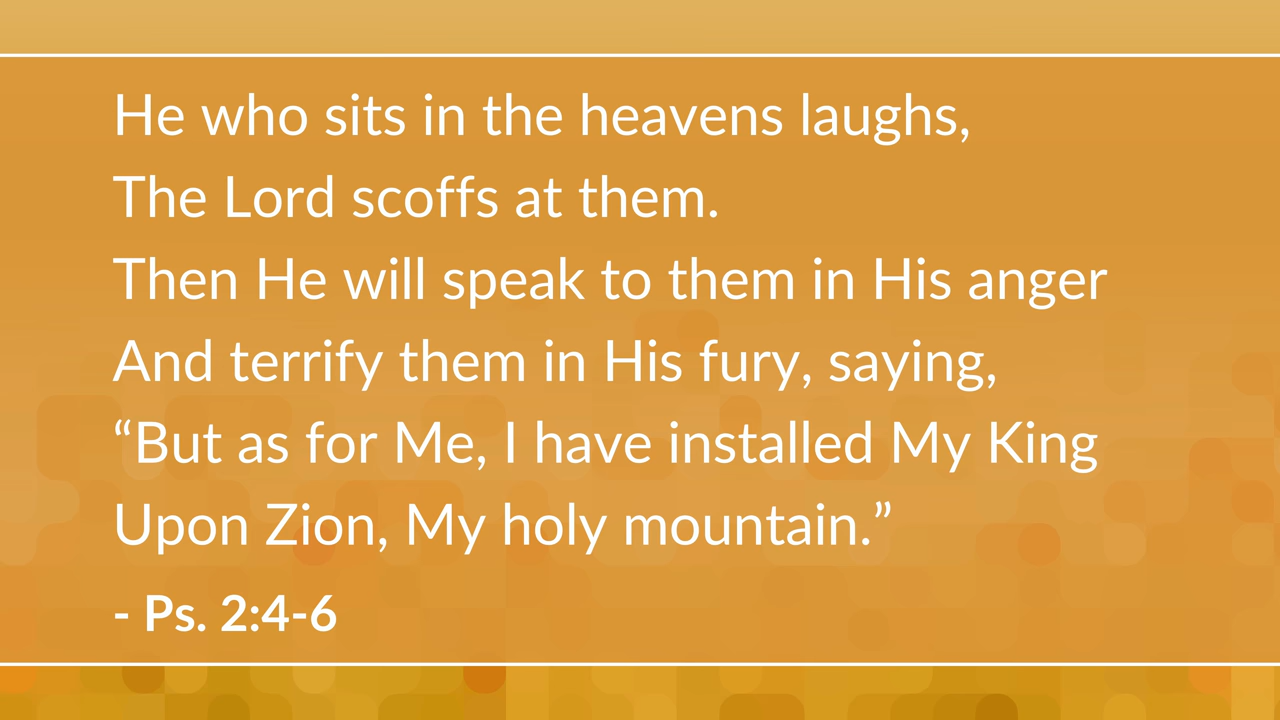 He who sits in the heavens laughs,
The Lord scoffs at them.
Then He will speak to them in His anger
And terrify them in His fury, saying,
“But as for Me, I have installed My King
Upon Zion, My holy mountain.”
- Ps. 2:4-6